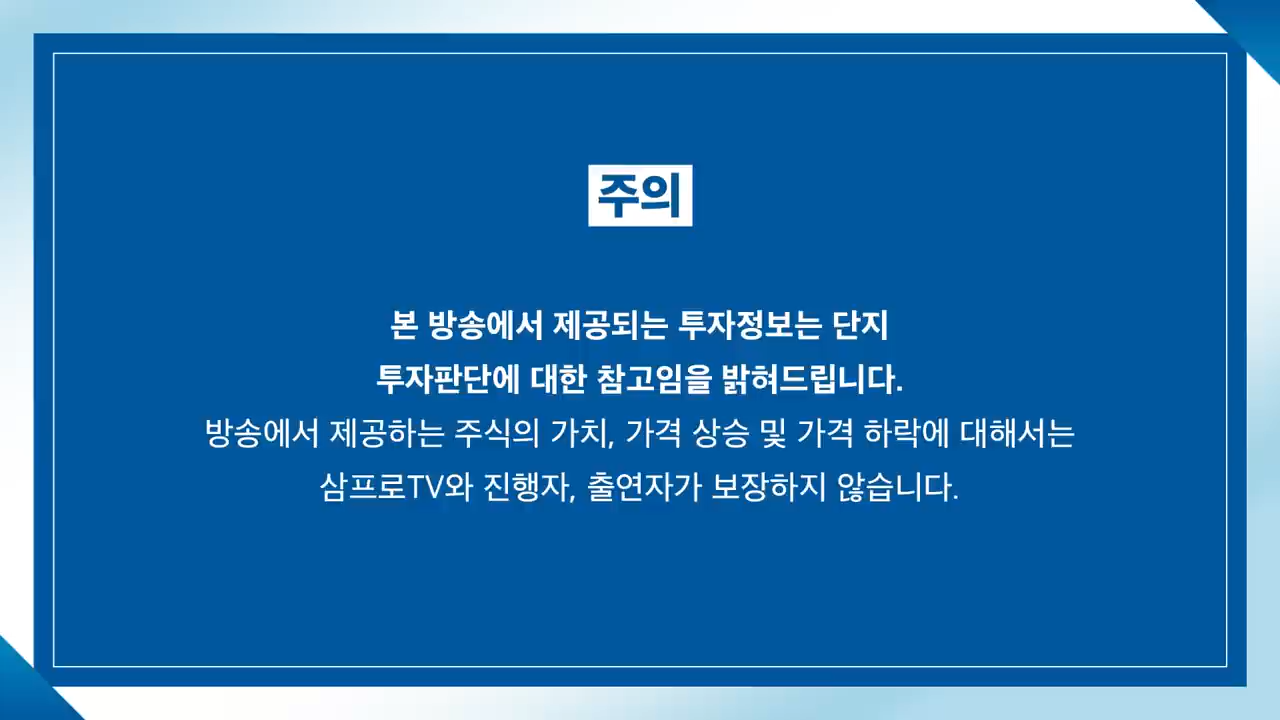 주의
본 방송에서 제공되는 투자정보는 단지
투자판단에 대한 참고임을 밝혀드립니다.
방송에서 제공하는 주식의 가치, 가격 상승 및 가격 하락에 대해서는
삼프로TV와 진행자, 출연자가 보장하지 않습니다.